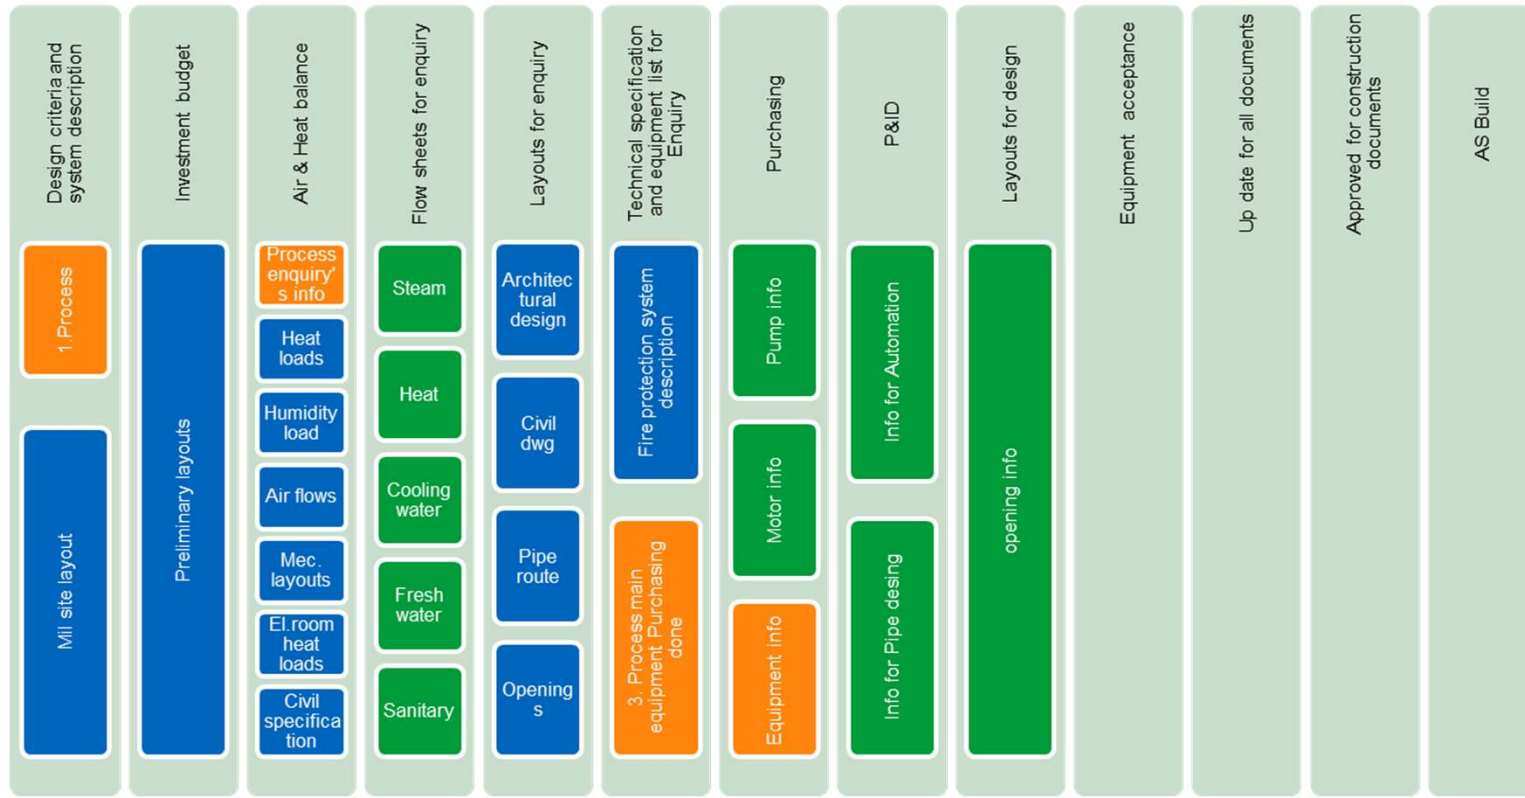 Design criteria and
system description
1.Process
Mil site layout
Investment budget
Preliminary layouts
Air & Heat balance
Process
enquiry'
s info
Heat
loads
Humidity
load
Air flows
Mec.
layouts
El.room
heat
loads
Civil
specifica
tion
Flow sheets for enquiry
Steam
Heat
Cooling
water
Fresh
water
Sanitary
Layouts for enquiry
Architec
tural
design
Civil
dwg
Pipe
route
Opening
s
Technical specification
and equipment list for
Enquiry
Fire protection system
description
3. Process main
equipment Purchasing
done
Purchasing
Pump info
Motor info
Equipment info
P&ID
Info for Automation
Info for Pipe desing
Layouts for design
opening info
Equipment acceptance
Up date for all documents
Approved for construction
documents
AS Build